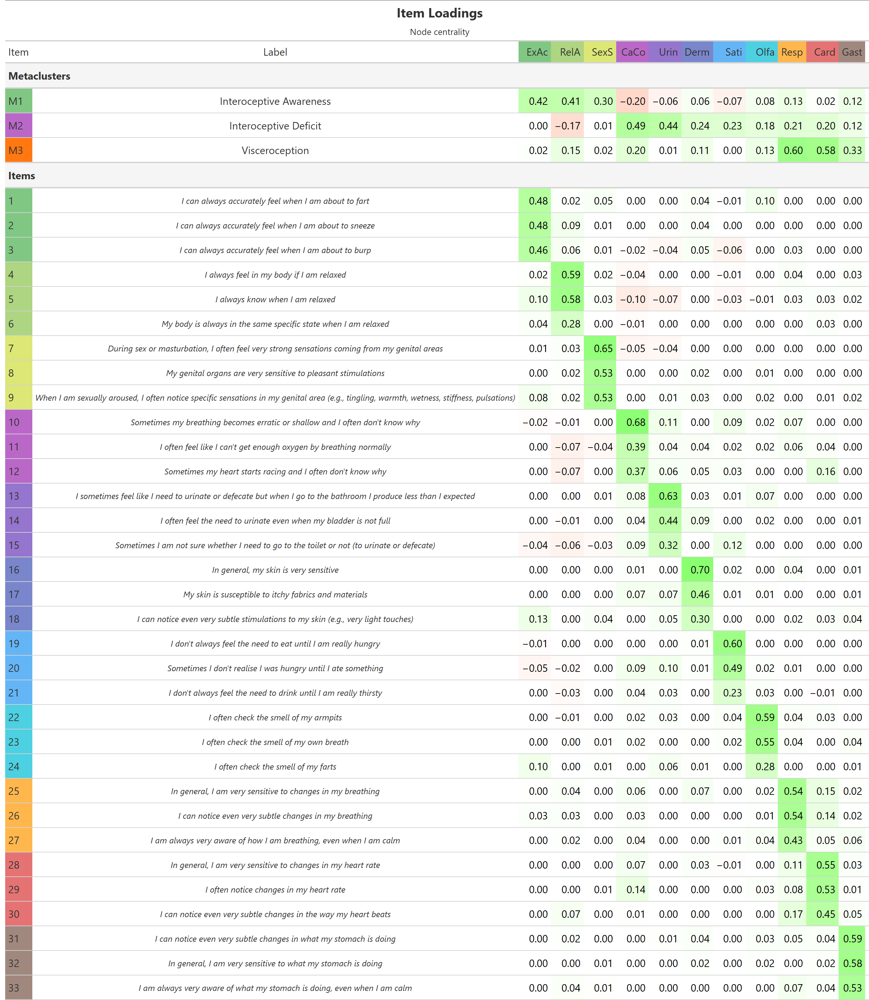 Item Loadings
Node centrality
Item Label ExAc RelA SexS CaCo Urin Derm Sati Olfa Resp Card Gast
Metaclusters
M1 Interoceptive Awareness 0.42 0.41 0.30 −0.20 −0.06 0.06 −0.07 0.08 0.13 0.02 0.12
M2 Interoceptive Deficit 0.00 −0.17 0.01 0.49 0.44 0.24 0.23 0.18 0.21 0.20 0.12
M3 Visceroception 0.02 0.15 0.02 0.20 0.01 0.11 0.00 0.13 0.60 0.58 0.33
Items
1 I can always accurately feel when I am about to fart 0.48 0.02 0.05 0.00 0.00 0.04 −0.01 0.10 0.00 0.00 0.00
2 I can always accurately feel when I am about to sneeze 0.48 0.09 0.01 0.00 0.00 0.04 0.00 0.00 0.00 0.00 0.00
3 I can always accurately feel when I am about to burp 0.46 0.06 0.01 −0.02 −0.04 0.05 −0.06 0.00 0.03 0.00 0.00
4 I always feel in my body if I am relaxed 0.02 0.59 0.02 −0.04 0.00 0.00 −0.01 0.00 0.04 0.00 0.03
5 I always know when I am relaxed 0.10 0.58 0.03 −0.10 −0.07 0.00 −0.03 −0.01 0.03 0.03 0.02
6 My body is always in the same specific state when I am relaxed 0.04 0.28 0.00 −0.01 0.00 0.00 0.00 0.00 0.00 0.03 0.00
7 During sex or masturbation, I often feel very strong sensations coming from my genital areas 0.01 0.03 0.65 −0.05 −0.04 0.00 0.00 0.00 0.00 0.00 0.00
8 My genital organs are very sensitive to pleasant stimulations 0.00 0.02 0.53 0.00 0.00 0.02 0.00 0.01 0.00 0.00 0.00
9 When I am sexually aroused, I often notice specific sensations in my genital area (e.g., tingling, warmth, wetness, stiffness, pulsations) 0.08 0.02 0.53 0.00 0.01 0.03 0.00 0.02 0.00 0.01 0.02
10 Sometimes my breathing becomes erratic or shallow and I often don't know why −0.02 −0.01 0.00 0.68 0.11 0.00 0.09 0.02 0.07 0.00 0.00
11 I often feel like I can't get enough oxygen by breathing normally 0.00 −0.07 −0.04 0.39 0.04 0.04 0.02 0.02 0.06 0.04 0.00
12 Sometimes my heart starts racing and I often don't know why 0.00 −0.07 0.00 0.37 0.06 0.05 0.03 0.00 0.00 0.16 0.00
13 I sometimes feel like I need to urinate or defecate but when I go to the bathroom I produce less than I expected 0.00 0.00 0.01 0.08 0.63 0.03 0.01 0.07 0.00 0.00 0.00
14 I often feel the need to urinate even when my bladder is not full 0.00 −0.01 0.00 0.04 0.44 0.09 0.00 0.02 0.00 0.00 0.01
15 Sometimes I am not sure whether I need to go to the toilet or not (to urinate or defecate) −0.04 −0.06 −0.03 0.09 0.32 0.00 0.12 0.00 0.00 0.00 0.00
16 In general, my skin is very sensitive 0.00 0.00 0.00 0.01 0.00 0.70 0.02 0.00 0.04 0.00 0.01
17 My skin is susceptible to itchy fabrics and materials 0.00 0.00 0.00 0.07 0.07 0.46 0.01 0.01 0.00 0.00 0.01
18 I can notice even very subtle stimulations to my skin (e.g., very light touches) 0.13 0.00 0.04 0.00 0.05 0.30 0.00 0.00 0.02 0.03 0.04
19 I don't always feel the need to eat until I am really hungry −0.01 0.00 0.00 0.00 0.00 0.01 0.60 0.00 0.00 0.00 0.00
20 Sometimes I don't realise I was hungry until I ate something −0.05 −0.02 0.00 0.09 0.10 0.01 0.49 0.02 0.01 0.00 0.00
21 I don't always feel the need to drink until I am really thirsty 0.00 −0.03 0.00 0.04 0.03 0.00 0.23 0.03 0.00 −0.01 0.00
22 I often check the smell of my armpits 0.00 −0.01 0.00 0.02 0.03 0.00 0.04 0.59 0.04 0.03 0.00
23 I often check the smell of my own breath 0.00 0.00 0.01 0.02 0.00 0.00 0.02 0.55 0.04 0.00 0.04
24 I often check the smell of my farts 0.10 0.00 0.01 0.00 0.06 0.01 0.00 0.28 0.00 0.00 0.01
25 In general, I am very sensitive to changes in my breathing 0.00 0.04 0.00 0.06 0.00 0.07 0.00 0.02 0.54 0.15 0.02
26 I can notice even very subtle changes in my breathing 0.03 0.03 0.00 0.03 0.00 0.00 0.00 0.01 0.54 0.14 0.02
27 I am always very aware of how I am breathing, even when I am calm 0.00 0.02 0.00 0.04 0.00 0.00 0.01 0.04 0.43 0.05 0.06
28 In general, I am very sensitive to changes in my heart rate 0.00 0.00 0.00 0.07 0.00 0.03 −0.01 0.00 0.11 0.55 0.03
29 I often notice changes in my heart rate 0.00 0.00 0.01 0.14 0.00 0.00 0.00 0.03 0.08 0.53 0.01
30 I can notice even very subtle changes in the way my heart beats 0.00 0.07 0.00 0.01 0.00 0.00 0.00 0.00 0.17 0.45 0.05
31 I can notice even very subtle changes in what my stomach is doing 0.00 0.02 0.00 0.00 0.01 0.04 0.00 0.03 0.05 0.04 0.59
32 In general, I am very sensitive to what my stomach is doing 0.00 0.00 0.01 0.00 0.00 0.02 0.00 0.02 0.00 0.02 0.58
33 I am always very aware of what my stomach is doing, even when I am calm 0.00 0.04 0.01 0.00 0.00 0.00 0.00 0.00 0.07 0.04 0.53